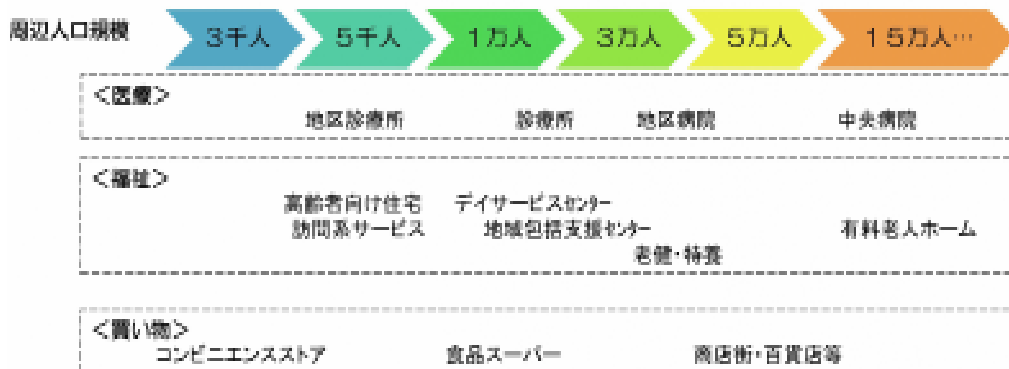 周辺人口規模 3千人 5千人 1万人 3万人 5万人 15万人…
<医療>
地区診療所 診療所 地区病院 中央病院
<福祉>
高齢者向け住宅 デイサービスセンター
訪問系サービス 地域包括支援センター 有料老人ホーム
老健・特養
<買い物>
コンビニエンスストア 食品スーパー 商店街・百貨店等